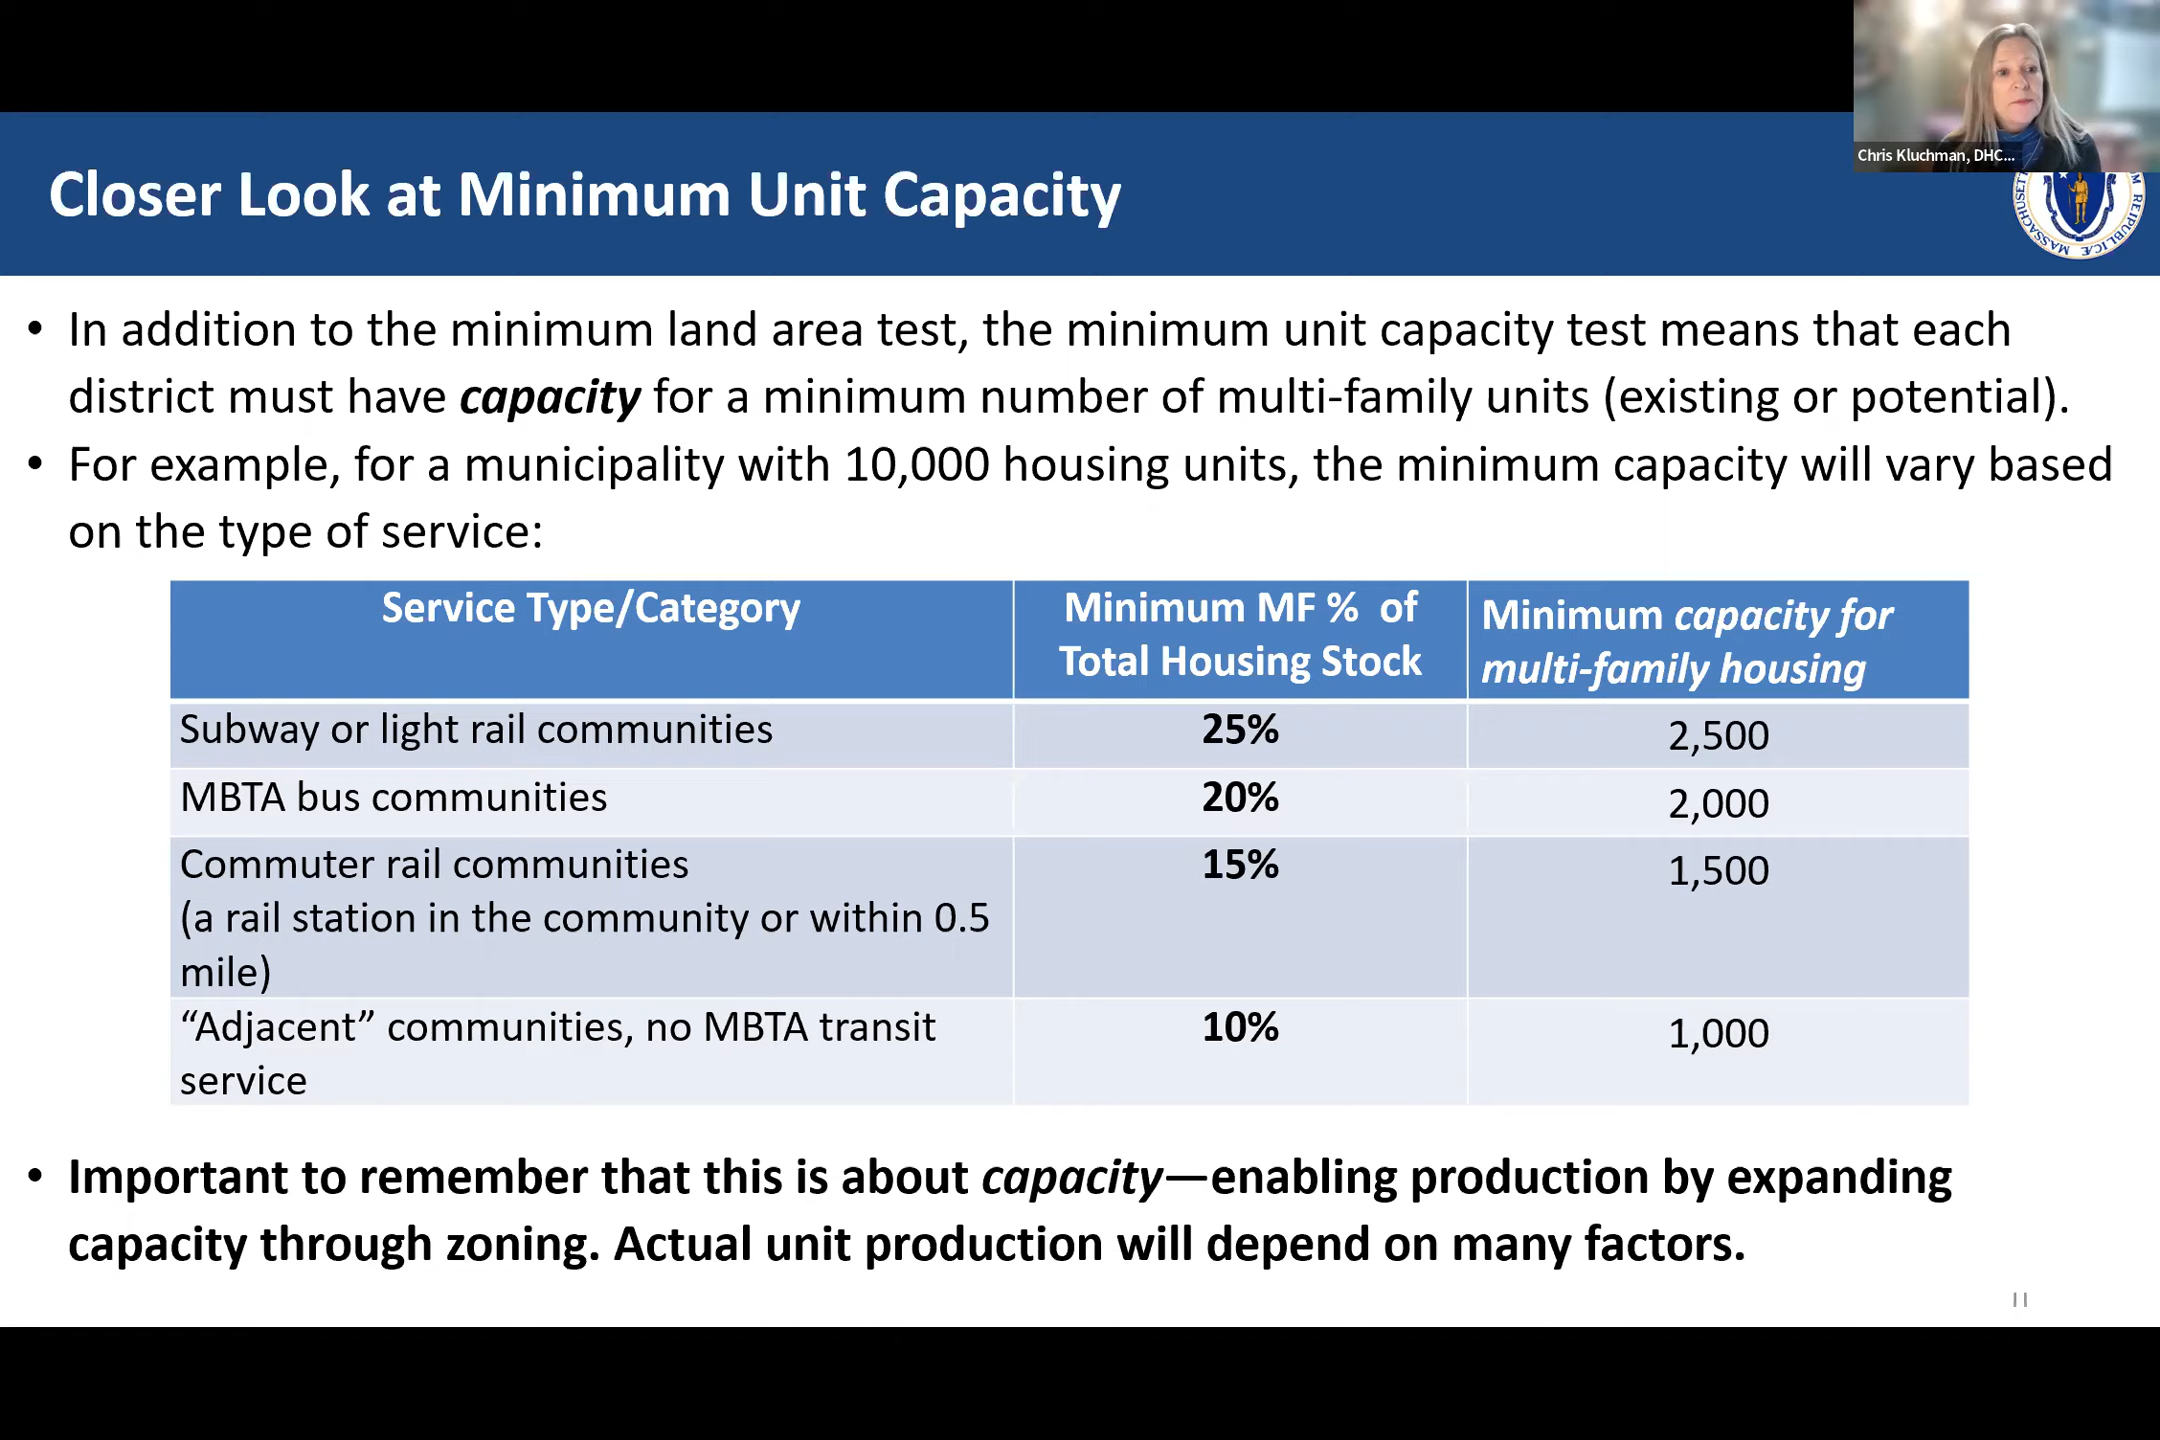 Chris Kluchman, DHC...
Closer Look at Minimum Unit Capacity
MASSACHUSETT
M REIPUBLICÆ
• In addition to the minimum land area test, the minimum unit capacity test means that each
district must have capacity for a minimum number of multi-family units (existing or potential).
• For example, for a municipality with 10,000 housing units, the minimum capacity will vary based
on the type of service:
Service Type/Category
Minimum MF % of
Total Housing Stock
Minimum capacity for
multi-family housing
Subway or light rail communities
25%
2,500
MBTA bus communities
20%
2,000
Commuter rail communities
(a rail station in the community or within 0.5
mile)
15%
1,500
“Adjacent” communities, no MBTA transit
service
10%
1,000
• Important to remember that this is about capacity—enabling production by expanding
capacity through zoning. Actual unit production will depend on many factors.
11